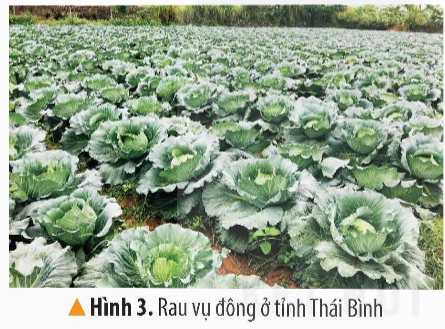 ▲ Hình 3. Rau vụ đông ở tỉnh Thái Bình